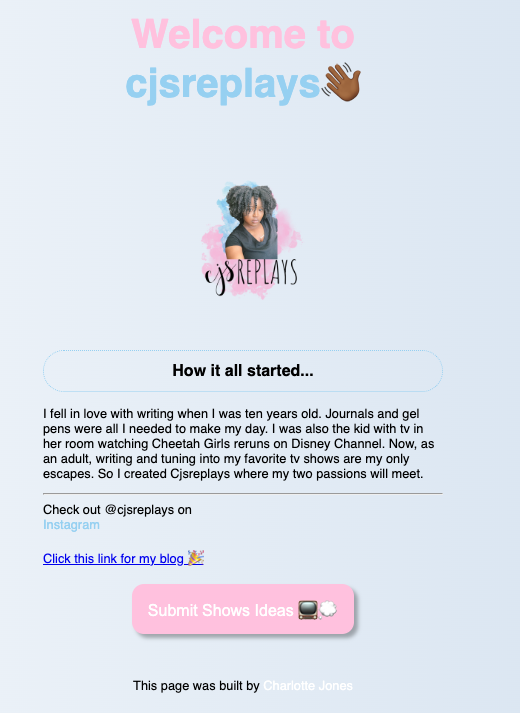 Welcome to
cjsreplays👋🏾
cjsREPLAYS
How it all started...
I fell in love with writing when I was ten years old. Journals and gel
pens were all I needed to make my day. I was also the kid with tv in
her room watching Cheetah Girls reruns on Disney Channel. Now, as
an adult, writing and tuning into my favorite tv shows are my only
escapes. So I created Cjsreplays where my two passions will meet.
Check out @cjsreplays on
Instagram
Click this link for my blog 🎉
Submit Shows Ideas 📺💭
This page was built by Charlotte Jones